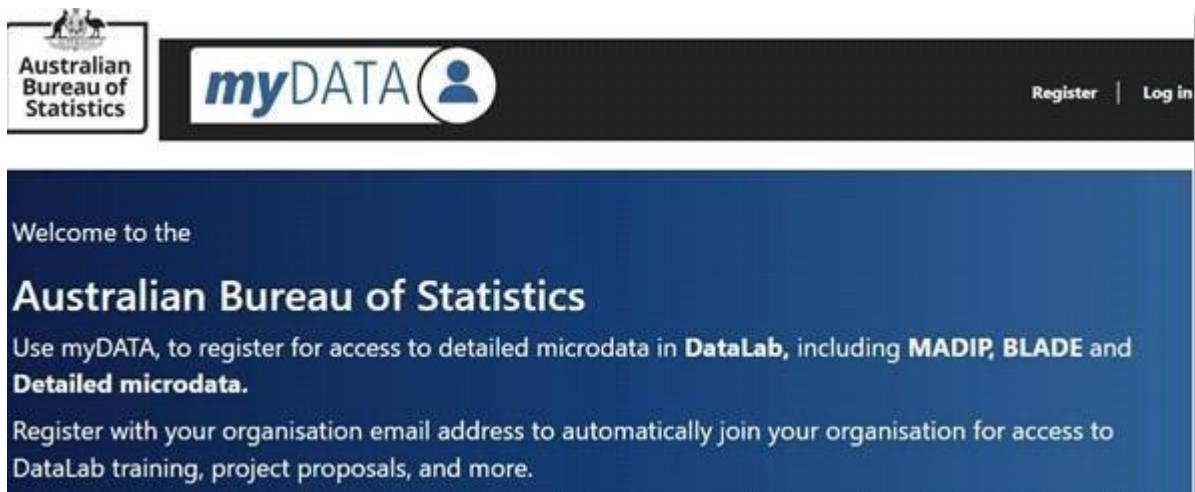 Australian
Bureau of
Statistics
myDATA
Register | Log in
Welcome to the
Australian Bureau of Statistics
Use myDATA, to register for access to detailed microdata in DataLab, including MADIP, BLADE and
Detailed microdata.
Register with your organisation email address to automatically join your organisation for access to
DataLab training, project proposals, and more.